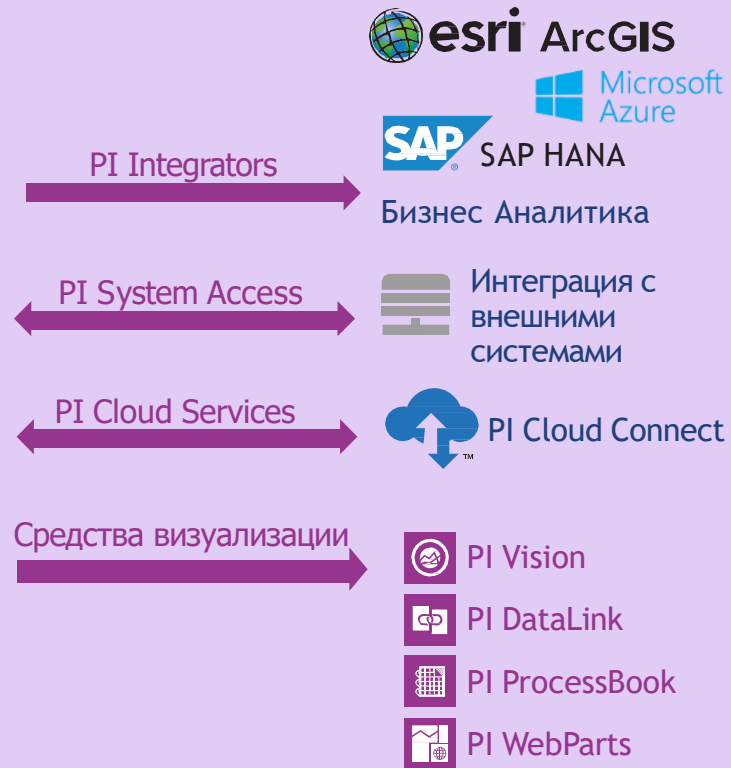 esri ArcGIS
Microsoft
Azure
SAP ®
SAP HANA
PI Integrators
Бизнес Аналитика
PI System Access
Интеграция с
внешними
системами
PI Cloud Services
PI Cloud Connect
TM
Средства визуализации
PI Vision
PI DataLink
PI ProcessBook
PI WebParts